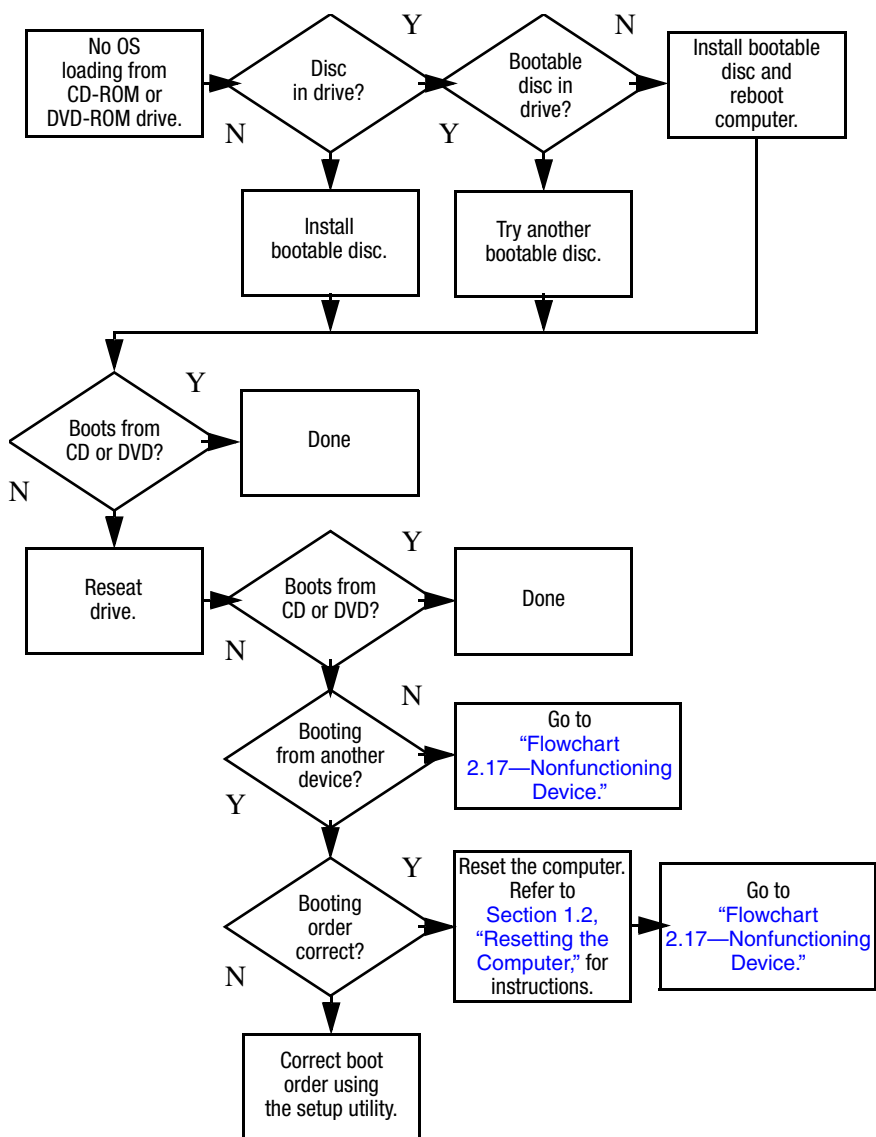 No OS
loading from
CD-ROM or
DVD-ROM drive.
Disc
in drive?
Y
N
Bootable
disc in
drive?
N
Y
Install bootable
disc and
reboot
computer.
Install
bootable disc.
Try another
bootable disc.
Boots from
CD or DVD?
Y
N
Done
Reseat
drive.
Boots from
CD or DVD?
Y
N
Done
Booting
from another
device?
N
Y
Go to
“Flowchart
2.17—Nonfunctioning
Device.”
Booting
order
correct?
Y
N
Reset the computer.
Refer to
Section 1.2,
“Resetting the
Computer,” for
instructions.
Go to
“Flowchart
2.17—Nonfunctioning
Device.”
Correct boot
order using
the setup utility.